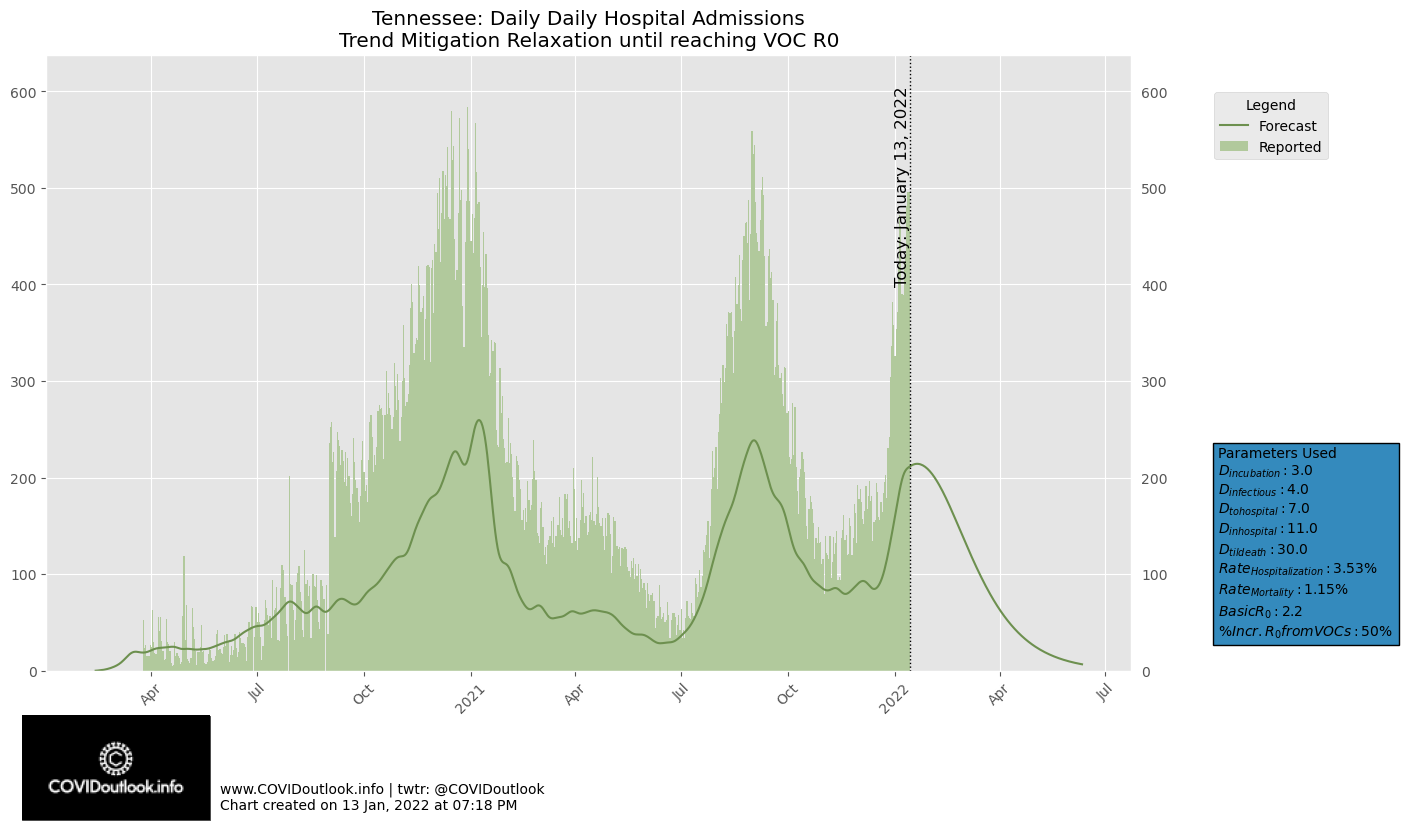 Tennessee: Daily Daily Hospital Admissions
Trend Mitigation Relaxation until reaching VOC R0
600
500
400
300
200
100
0
600
500
400
300
200
100
0
Today: January 13, 2022
Apr
Jul
Oct
2021
Apr
Jul
Oct
2022
Apr
Jul
Legend
Forecast
Reported
Parameters Used
D_incubation : 3.0
D_infectious : 4.0
D_tohospital : 7.0
D_inhospital : 11.0
D_tildeath : 30.0
Rate_Hospitalization : 3.53%
Rate_Mortality : 1.15%
BasicR_0 : 2.2
%Incr.R_0fromVOCs : 50%
COVIDoutlook.info
www.COVIDoutlook.info | twtr: @COVIDoutlook
Chart created on 13 Jan, 2022 at 07:18 PM